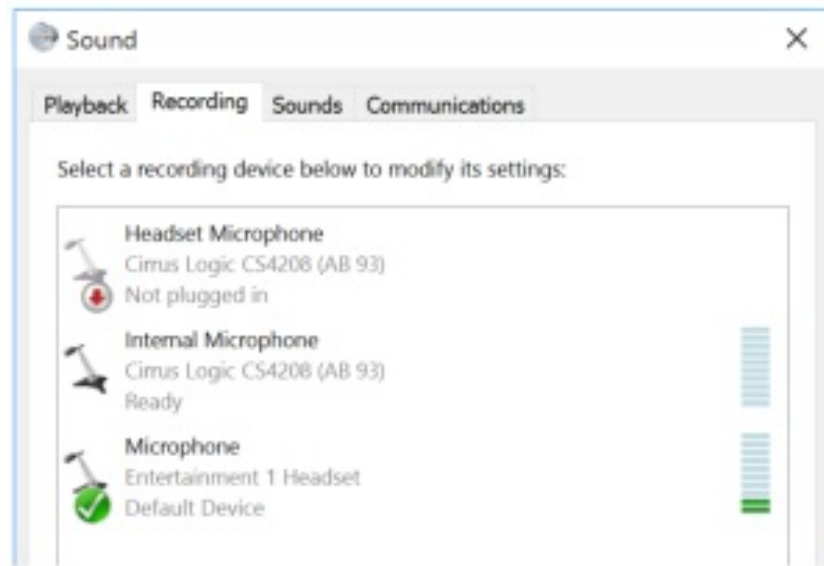 Sound
Playback Recording Sounds Communications
Select a recording device below to modify its settings:
Headset Microphone
Cirrus Logic CS4208 (AB 93)
Not plugged in
Internal Microphone
Cirrus Logic CS4208 (AB 93)
Ready
Microphone
Entertainment 1 Headset
Default Device